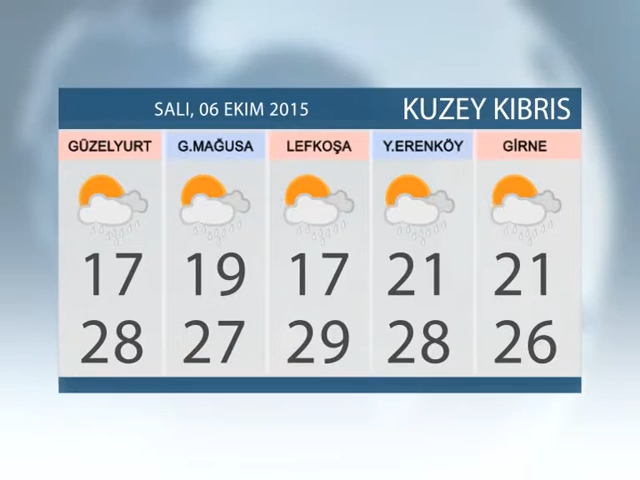 SALI, 06 EKIM 2015 KUZEY KIBRIS
GÜZELYURT G.MAĞUSA LEFKOŞA Y.ERENKÖY GİRNE
17 19 17 21 21
28 27 29 28 26